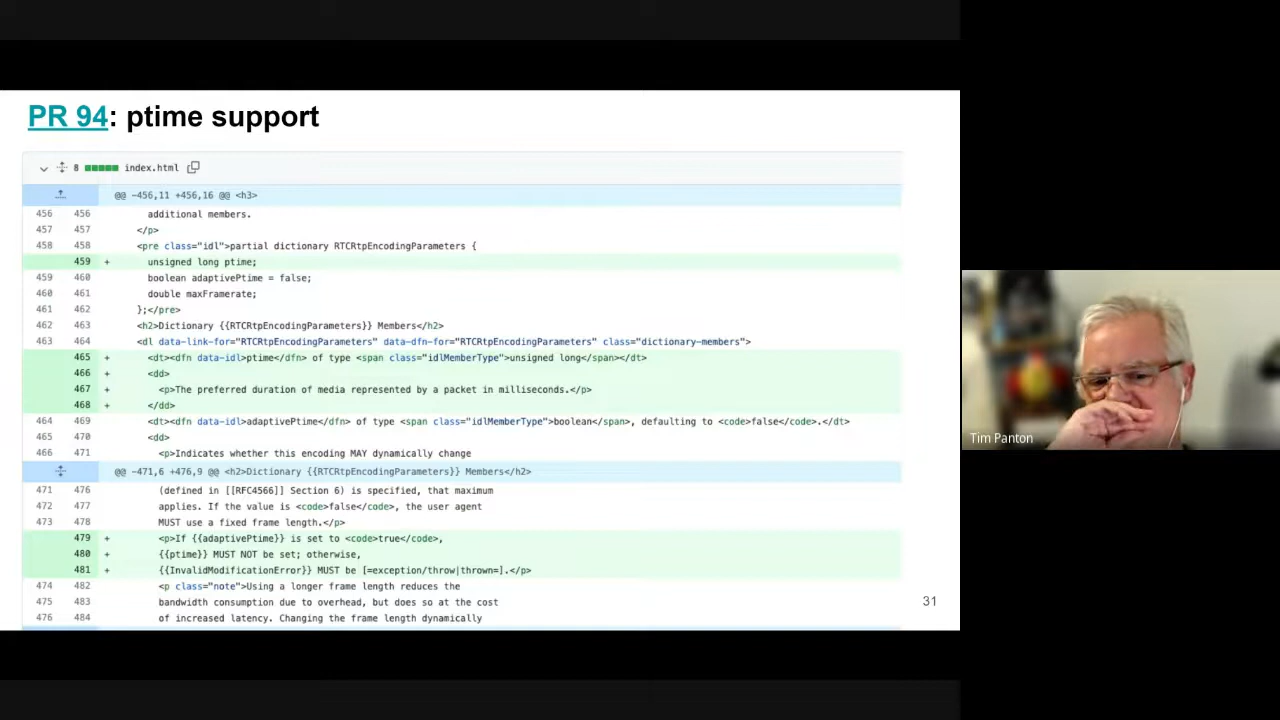 PR 94: ptime support
8 index.html
@@ -456,11 +456,16 @@ <h3>
456 456 additional members.
457 457 </p>
458 458 <pre class="idl">partial dictionary RTCRtpEncodingParameters {
459 + unsigned long ptime;
459 460 boolean adaptivePtime = false;
460 461 double maxFramerate;
461 462 };</pre>
462 463 <h2>Dictionary {{RTCRtpEncodingParameters}} Members</h2>
463 464 <dl data-link-for="RTCRtpEncodingParameters" data-dfn-for="RTCRtpEncodingParameters" class="dictionary-members">
465 + <dt><dfn data-idl>ptime</dfn> of type <span class="idlMemberType">unsigned long</span></dt>
466 + <dd>
467 + <p>The preferred duration of media represented by a packet in milliseconds.</p>
468 + </dd>
464 469 <dt><dfn data-idl>adaptivePtime</dfn> of type <span class="idlMemberType">boolean</span>, defaulting to <code>false</code>.</dt>
465 470 <dd>
466 471 <p>Indicates whether this encoding MAY dynamically change
@@ -471,6 +476,9 @@ <h2>Dictionary {{RTCRtpEncodingParameters}} Members</h2>
471 476 (defined in [[RFC4566]] Section 6) is specified, that maximum
472 477 applies. If the value is <code>false</code>, the user agent
473 478 MUST use a fixed frame length.</p>
479 + <p>If {{adaptivePtime}} is set to <code>true</code>,
480 + {{ptime}} MUST NOT be set; otherwise,
481 + {{InvalidModificationError}} MUST be [=exception/throw|thrown=].</p>
474 482 <p class="note">Using a longer frame length reduces the
475 483 bandwidth consumption due to overhead, but does so at the cost
476 484 of increased latency. Changing the frame length dynamically
31
Tim Panton